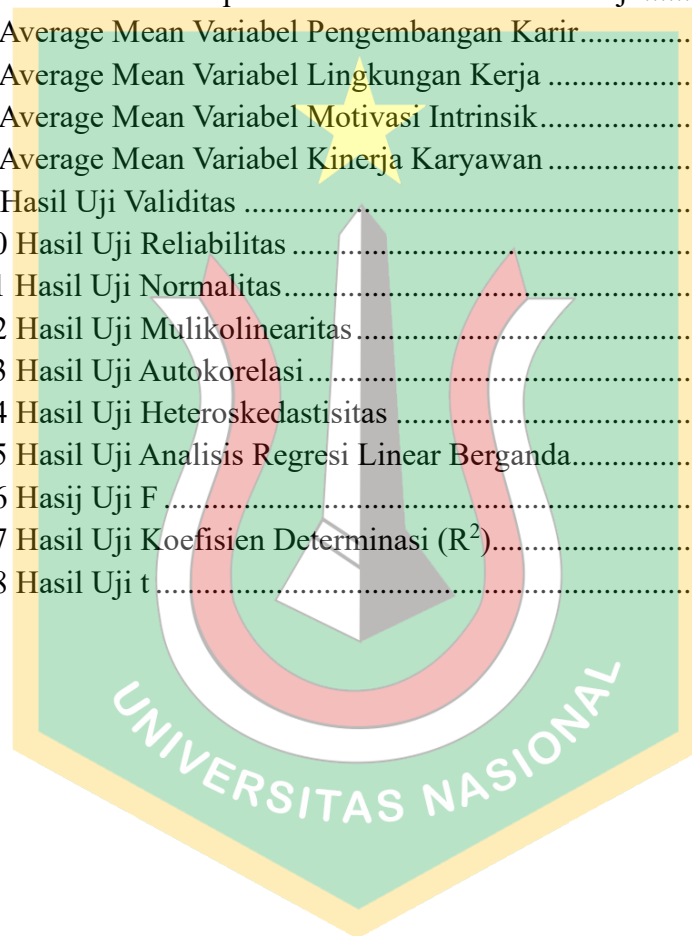 Average Mean Variabel Pengembangan Karir..............
Average Mean Variabel Lingkungan Kerja ..................
Average Mean Variabel Motivasi Intrinsik...................
Average Mean Variabel Kinerja Karyawan ...................
Hasil Uji Validitas .........................................................
0 Hasil Uji Reliabilitas ...................................................
1 Hasil Uji Normalitas....................................................
2 Hasil Uji Mulikolinearitas...........................................
3 Hasil Uji Autokorelasi.................................................
4 Hasil Uji Heteroskedastisitas ......................................
5 Hasil Uji Analisis Regresi Linear Berganda................
6 Hasij Uji F ...................................................................
7 Hasil Uji Koefisien Determinasi (R²)..........................
8 Hasil Uji t ....................................................................
UNIVERSITAS NASIONAL